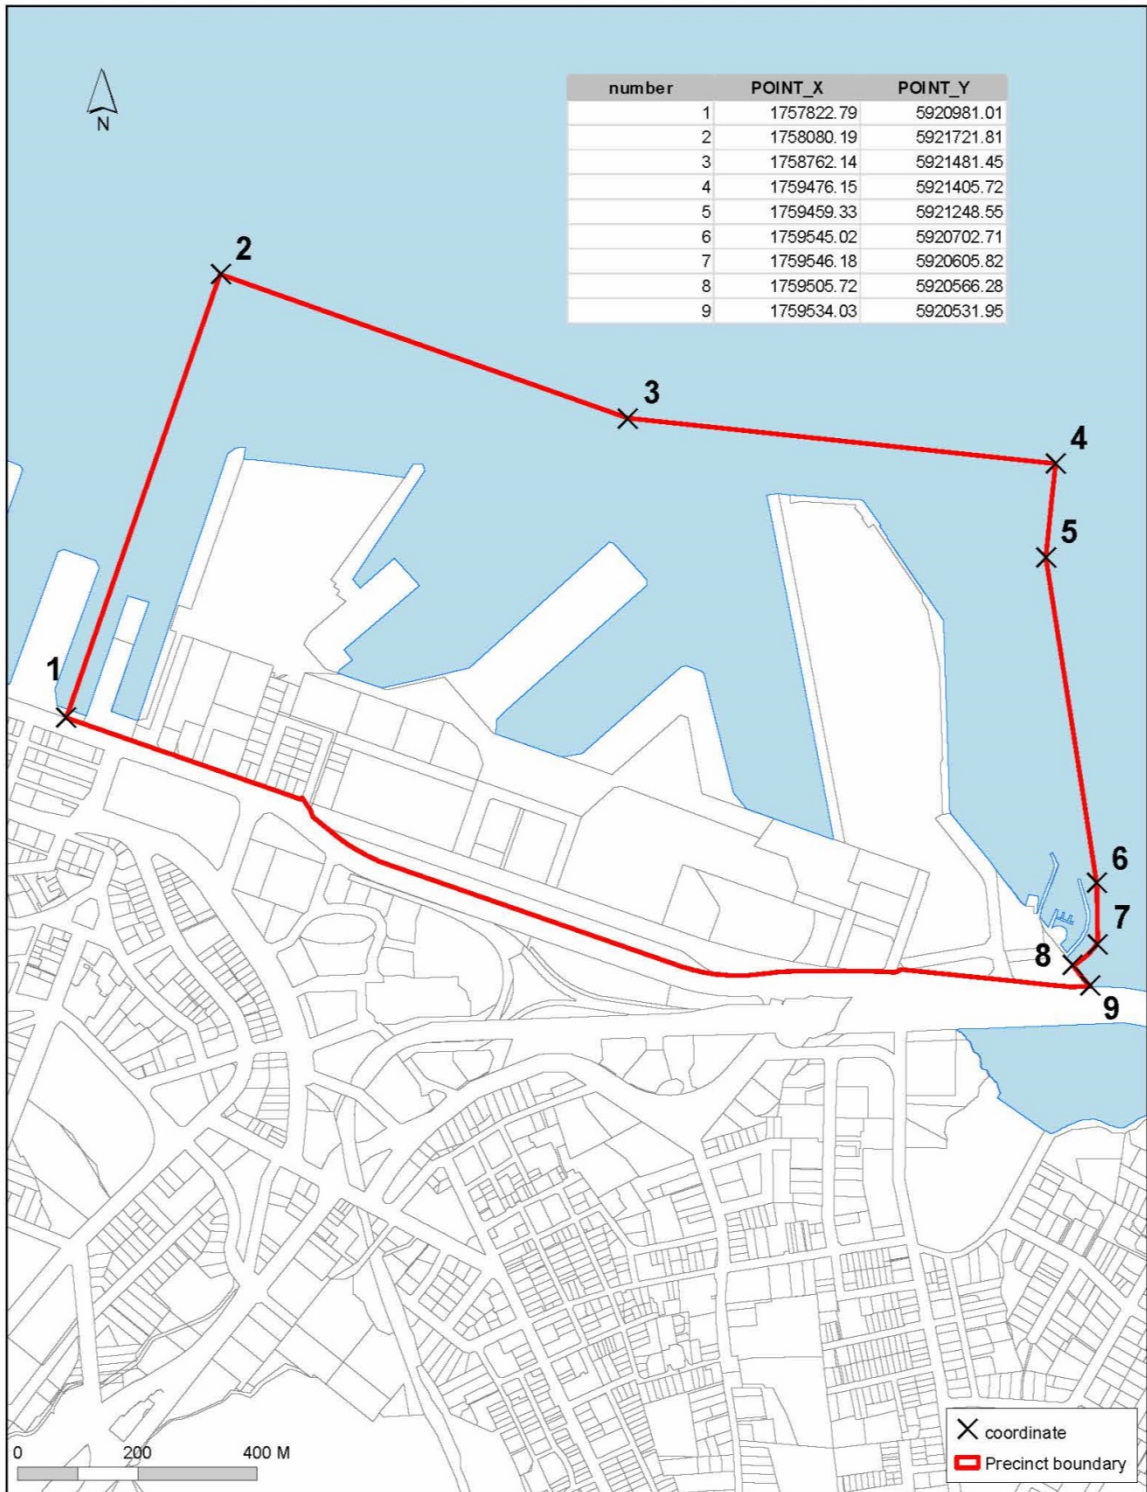 N
number POINT_X POINT_Y
1 1757822.79 5920981.01
2 1758080.19 5921721.81
3 1758762.14 5921481.45
4 1759476.15 5921405.72
5 1759459.33 5921248.55
6 1759545.02 5920702.71
7 1759546.18 5920605.82
8 1759505.72 5920566.28
9 1759534.03 5920531.95
2
3
4
5
1
6
7
8
9
0 200 400 M
coordinate
Precinct boundary